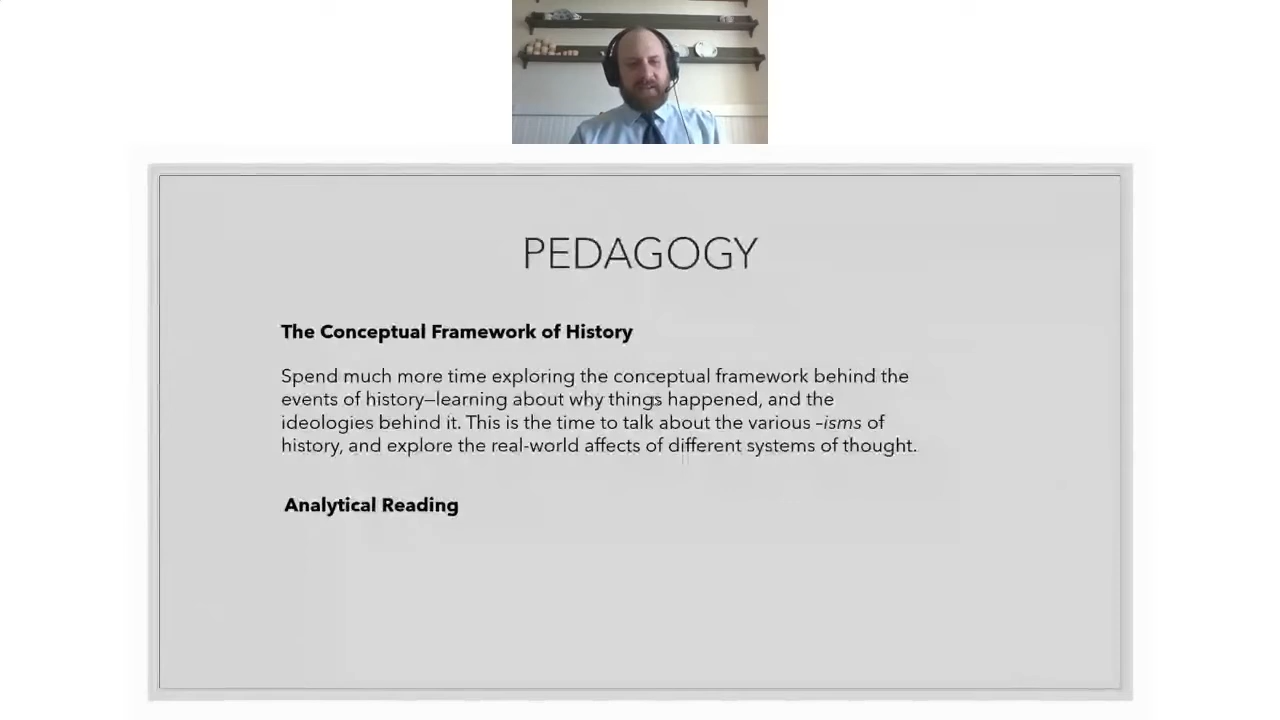 PEDAGOGY
The Conceptual Framework of History
Spend much more time exploring the conceptual framework behind the
events of history—learning about why things happened, and the
ideologies behind it. This is the time to talk about the various –isms of
history, and explore the real-world affects of different systems of thought.
Analytical Reading